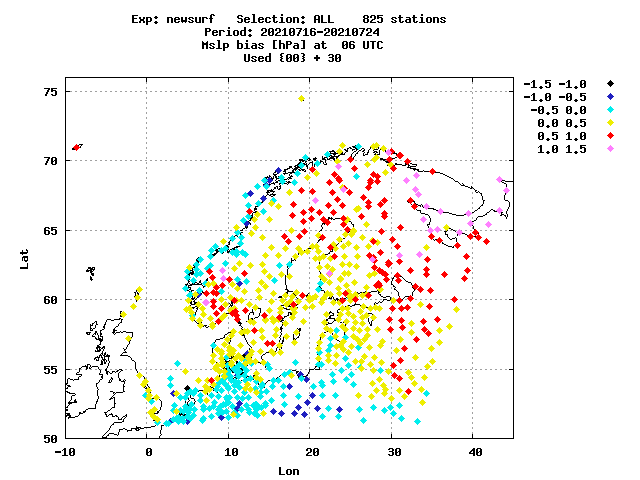 Exp: newsurf   Selection: ALL    825 stations
Period: 20210716-20210724
Mslp bias [hPa] at  06 UTC
Used {00} + 30
-1.5 -1.0
-1.0 -0.5
-0.5 0.0
0.0 0.5
0.5 1.0
1.0 1.5
75
70
65
60
55
50
Lat
-10 0 10 20 30 40
Lon